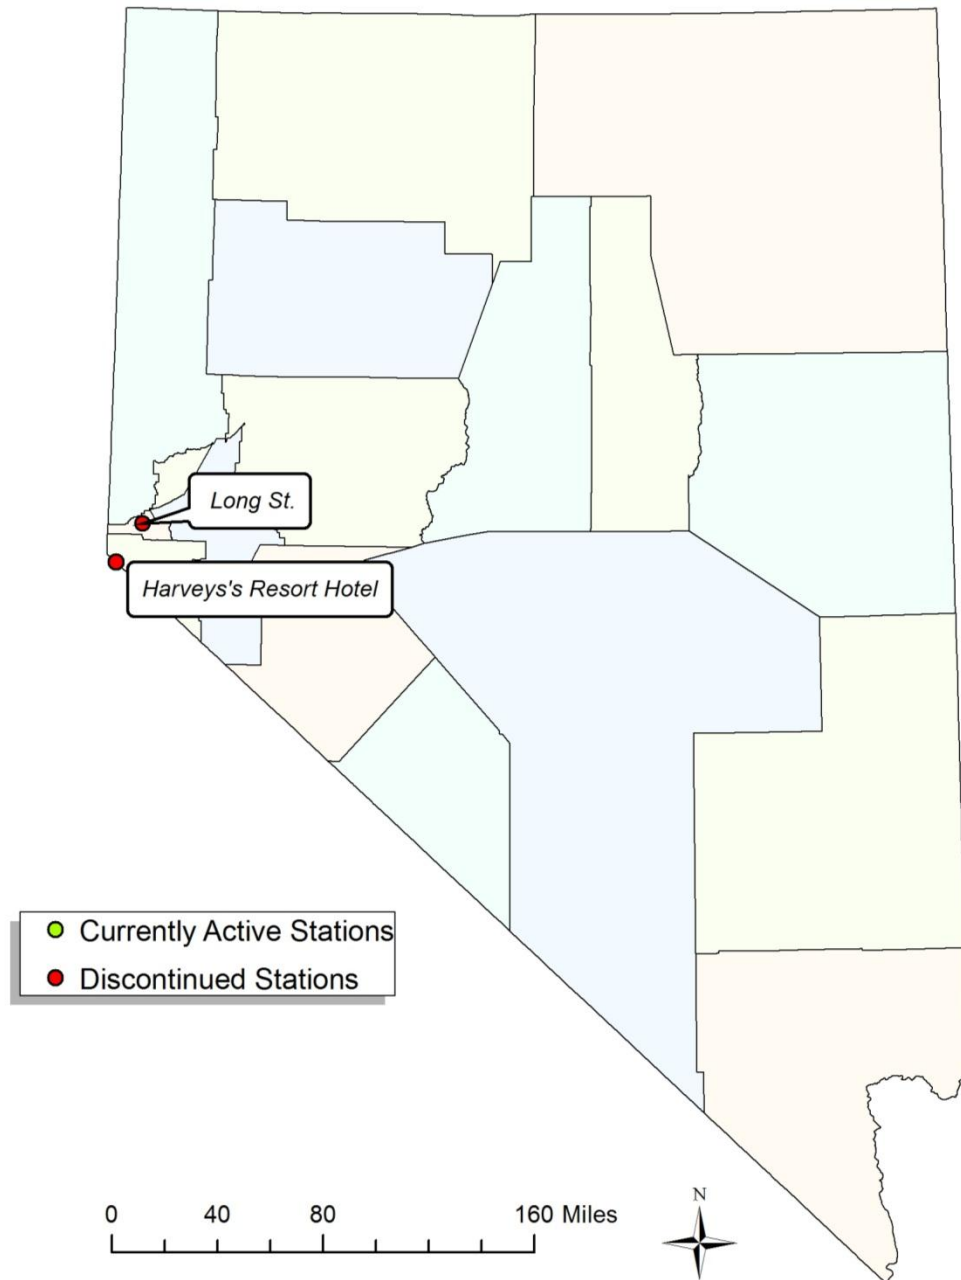 Long St.
Harveys's Resort Hotel
Currently Active Stations
Discontinued Stations
0 40 80 160 Miles
N